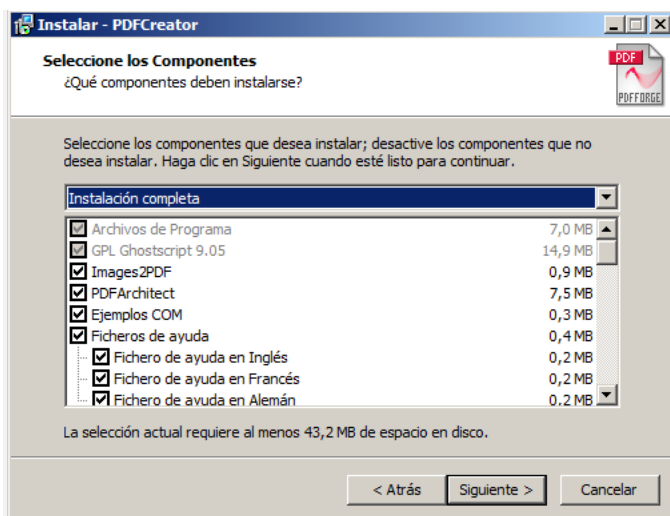 Instalar - PDFCreator
Seleccione los Componentes
¿Qué componentes deben instalarse?
PDF
PDFFORGE
Seleccione los componentes que desea instalar; desactive los componentes que no
desea instalar. Haga clic en Siguiente cuando esté listo para continuar.
Instalación completa
Archivos de Programa 7,0 MB
GPL Ghostscript 9.05 14,9 MB
Images2PDF 0,9 MB
PDFArchitect 7,5 MB
Ejemplos COM 0,3 MB
Ficheros de ayuda 0,4 MB
Fichero de ayuda en Inglés 0,2 MB
Fichero de ayuda en Francés 0,2 MB
Fichero de ayuda en Alemán 0,2 MB
La selección actual requiere al menos 43,2 MB de espacio en disco.
< Atrás Siguiente > Cancelar